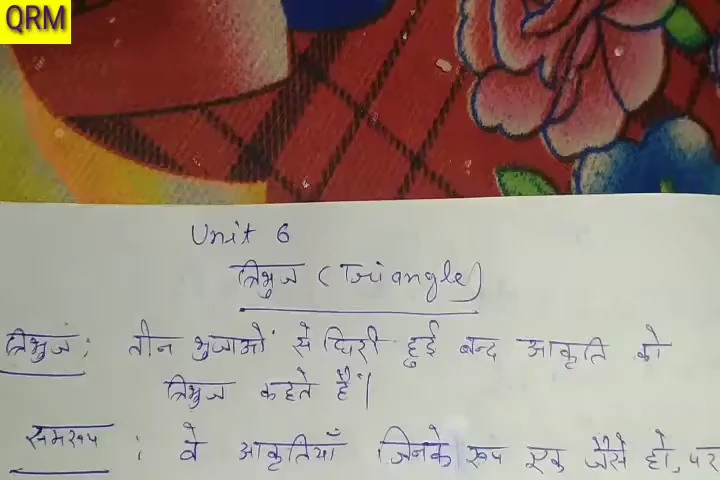 QRM
Unit 6
त्रिभुज (Triangle)
त्रिभुज : तीन भुजाओं से घिरी हुई बन्द आकृति को
त्रिभुज कहते हैं।
समरूप : वे आकृतियाँ जिनके रूप एक जैसे हो, पर